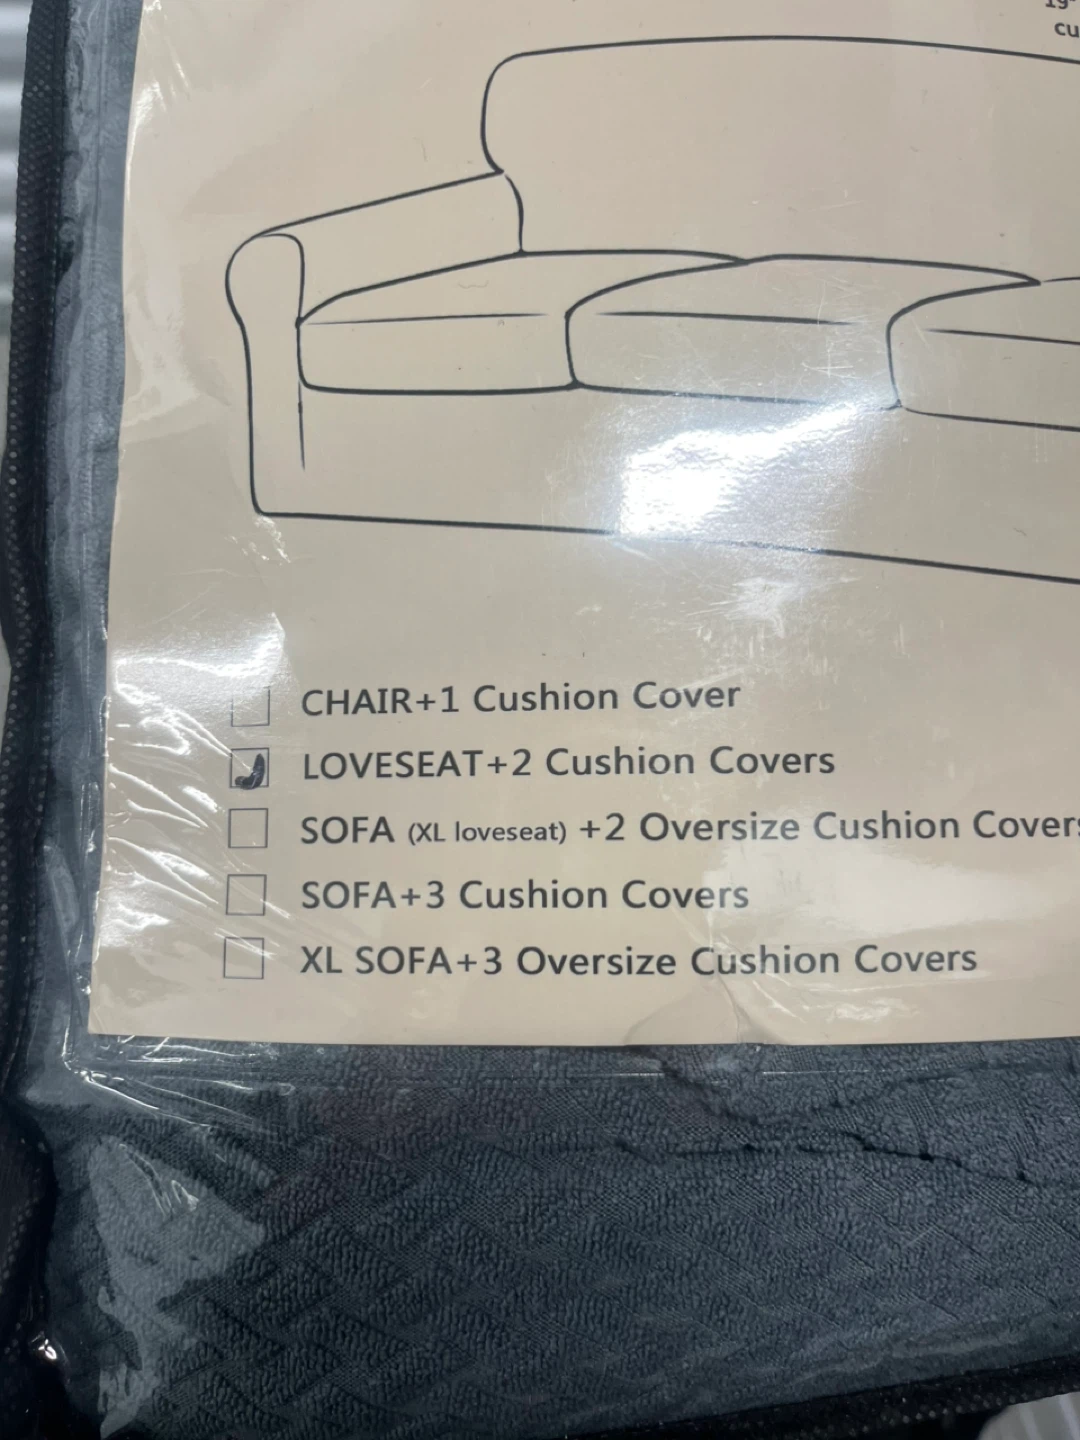 cu
CHAIR+1 Cushion Cover
LOVESEAT+2 Cushion Covers
SOFA (XL loveseat) +2 Oversize Cushion Covers
SOFA+3 Cushion Covers
XL SOFA+3 Oversize Cushion Covers